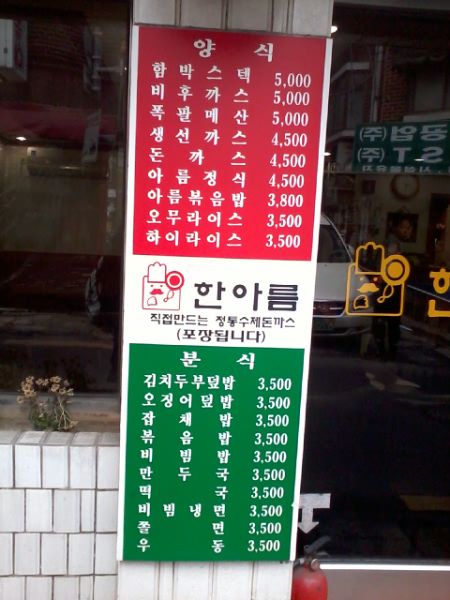 양 식
함박스텍 5,000
비후까스 5,000
폭팔메산 5,000
생선까스 4,500
돈까스 4,500
아름정식 4,500
아름볶음밥 3,800
오무라이스 3,500
하이라이스 3,500
한아름
직접만드는 정통수제돈까스
(포장됩니다)
분 식
김치두부덮밥 3,500
오징어덮밥 3,500
잡채밥 3,500
볶음밥 3,500
비빔밥 3,500
만두국 3,500
떡국 3,500
비빔냉면 3,500
쫄면 3,500
우동 3,500
한